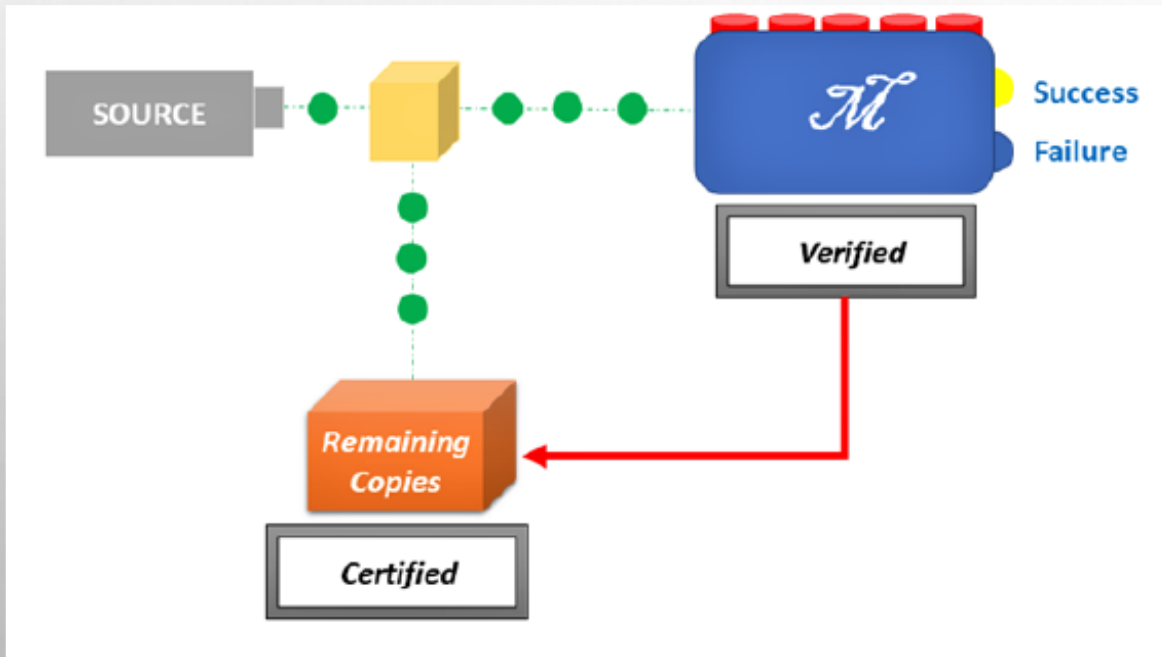 SOURCE
ℳ
Success
Failure
Verified
Remaining
Copies
Certified